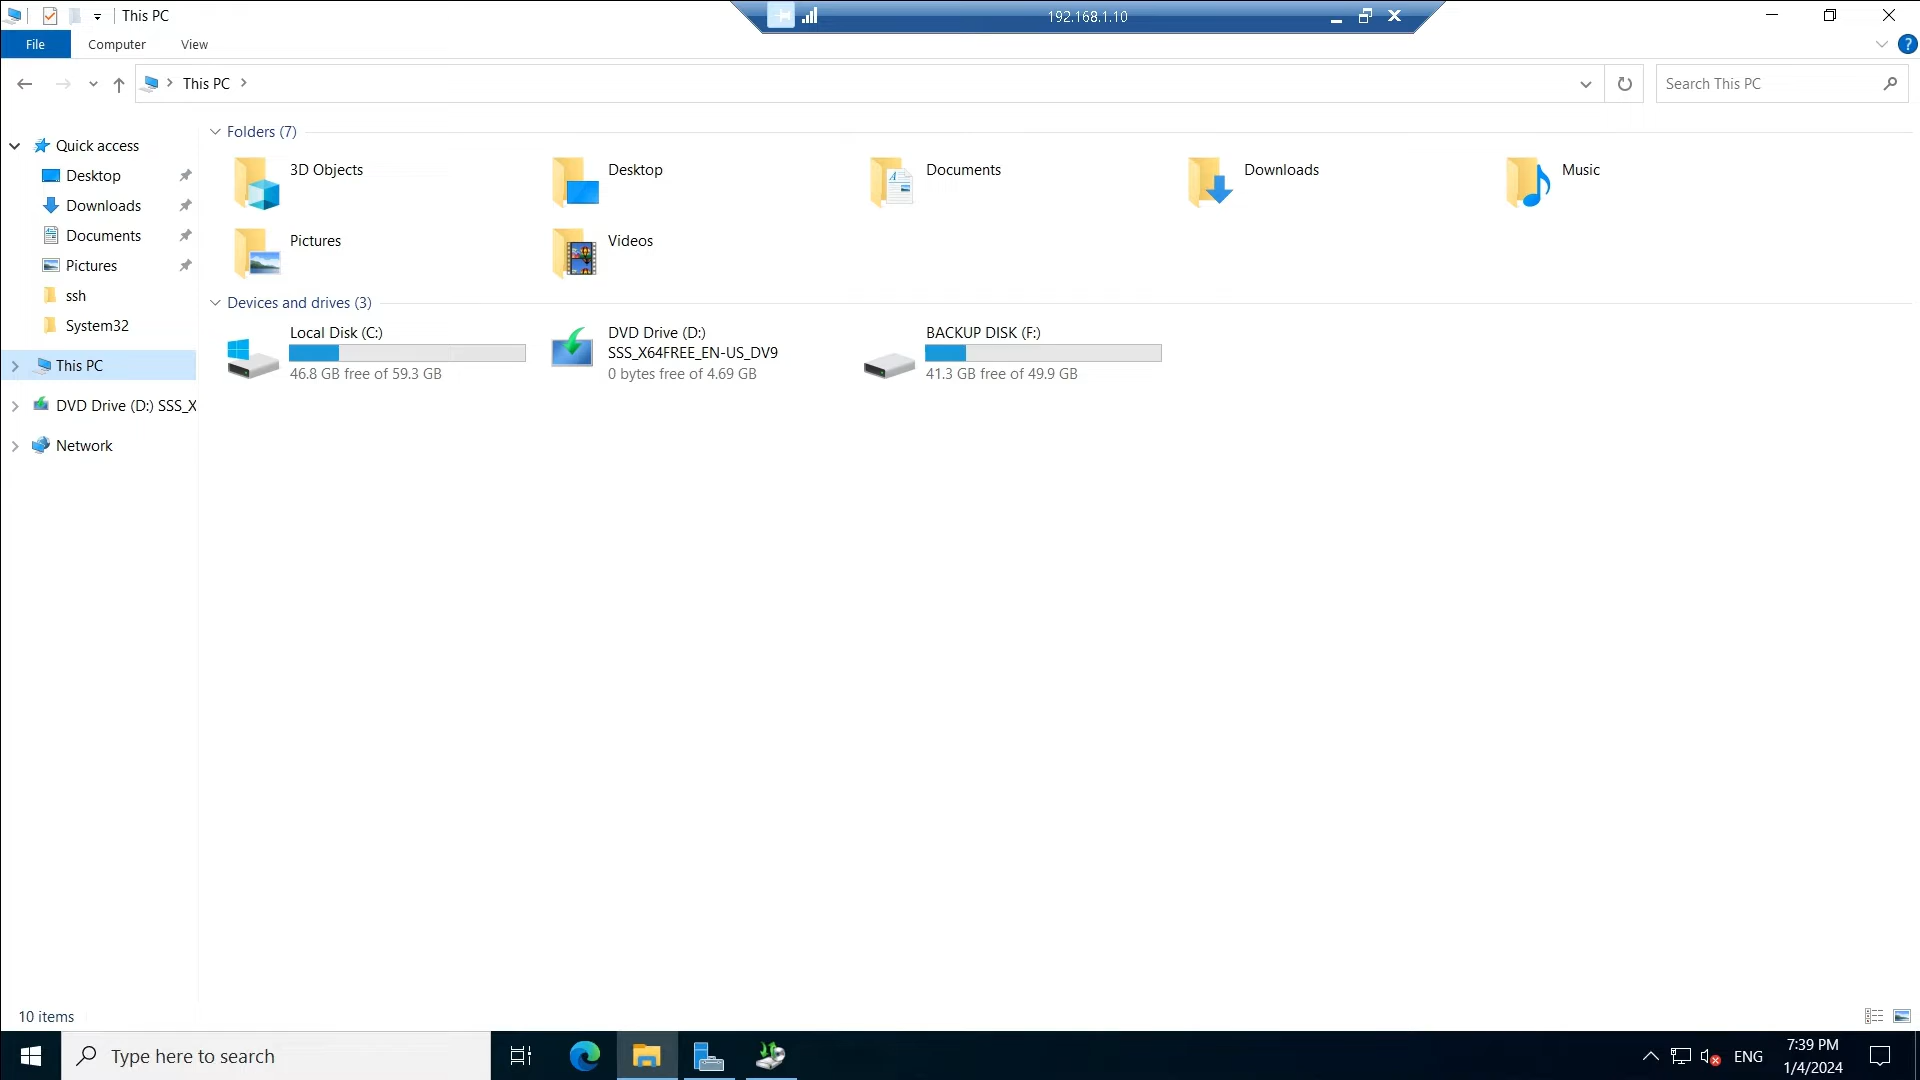 This PC
192.168.1.10
File
Computer
View
?
This PC
Search This PC
Quick access
Desktop
Downloads
Documents
Pictures
ssh
System32
This PC
DVD Drive (D:) SSS_X
Network
Folders (7)
3D Objects
Desktop
Documents
Downloads
Music
Pictures
Videos
Devices and drives (3)
Local Disk (C:)
46.8 GB free of 59.3 GB
DVD Drive (D:)
SSS_X64FREE_EN-US_DV9
0 bytes free of 4.69 GB
BACKUP DISK (F:)
41.3 GB free of 49.9 GB
10 items
Type here to search
ENG
7:39 PM
1/4/2024